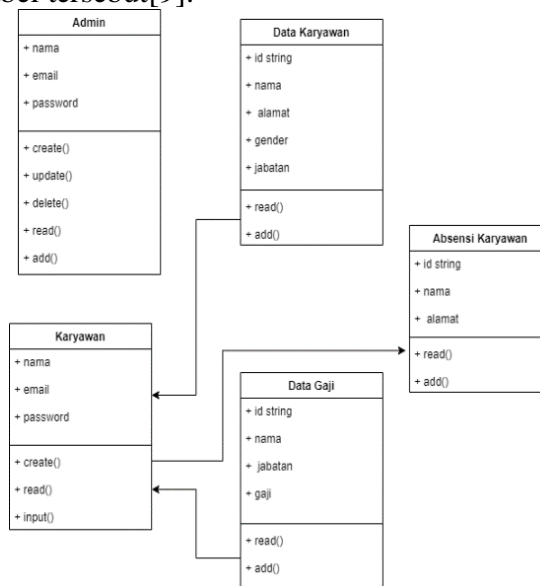 tersebut[9].
Admin
+ nama
+ email
+ password
+ create()
+ update()
+ delete()
+ read()
+ add()
Data Karyawan
+ id string
+ nama
+ alamat
+ gender
+ jabatan
+ read()
+ add()
Absensi Karyawan
+ id string
+ nama
+ alamat
+ read()
+ add()
Karyawan
+ nama
+ email
+ password
+ create()
+ read()
+ input()
Data Gaji
+ id string
+ nama
+ jabatan
+ gaji
+ read()
+ add()